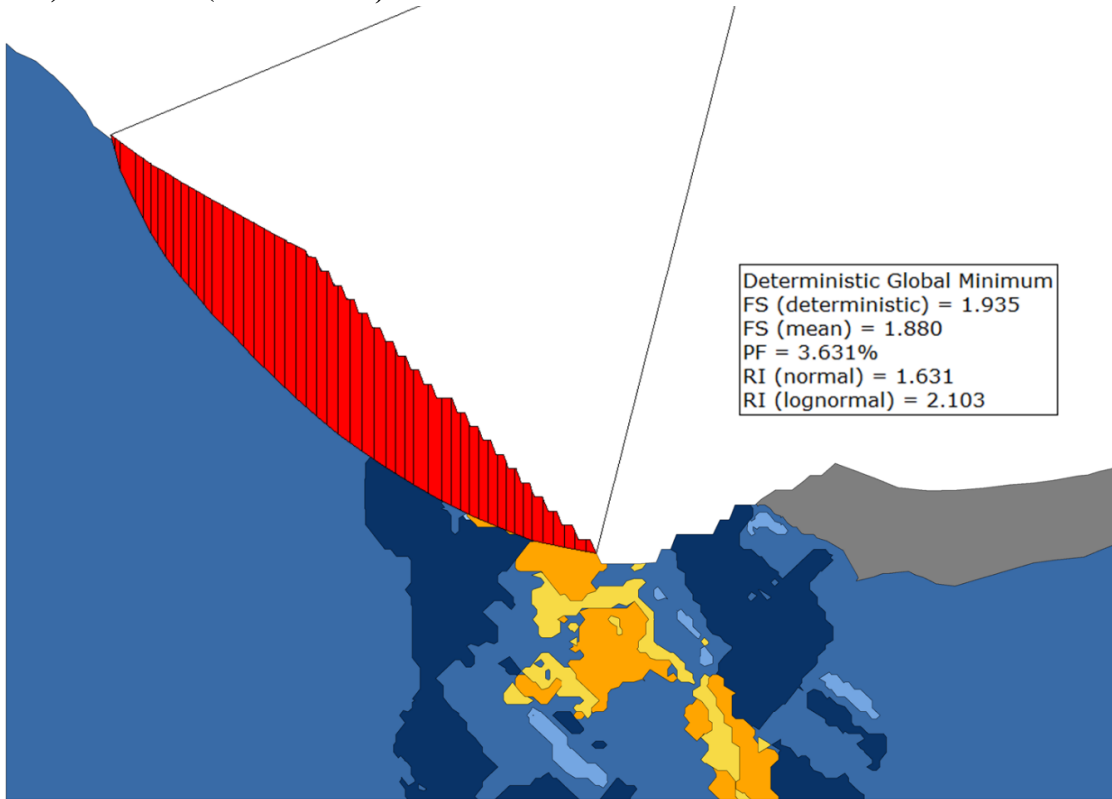 Deterministic Global Minimum
FS (deterministic) = 1.935
FS (mean) = 1.880
PF = 3.631%
RI (normal) = 1.631
RI (lognormal) = 2.103